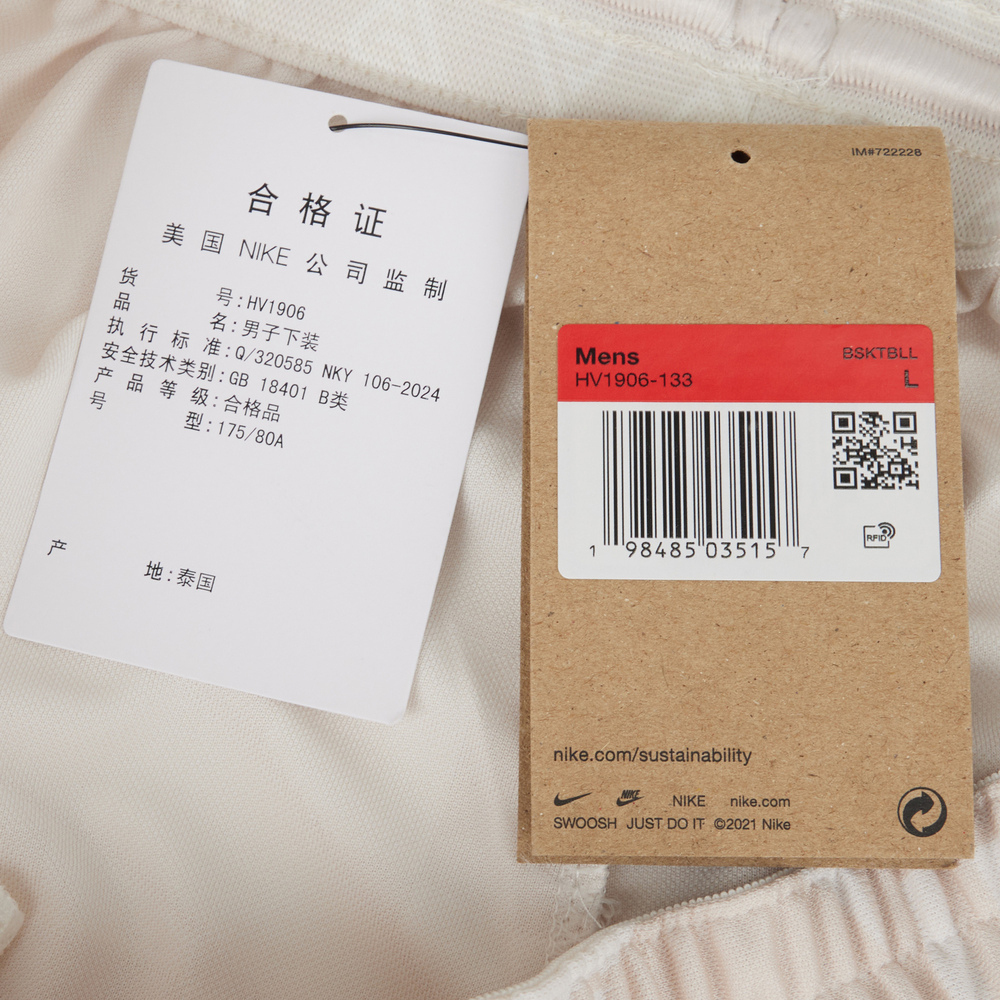 合格证
美国 NIKE 公司监制
货 号:HV1906
品 名:男子下装
执行标准:Q/320585 NKY 106-2024
安全技术类别:GB 18401 B类
产品等级:合格品
号 型:175/80A
产 地:泰国
IM#722228
Mens BSKTBLL
HV1906-133 L
1 98485 03515 7
RFID
nike.com/sustainability
NIKE NIKE nike.com
SWOOSH JUST DO IT ©2021 Nike